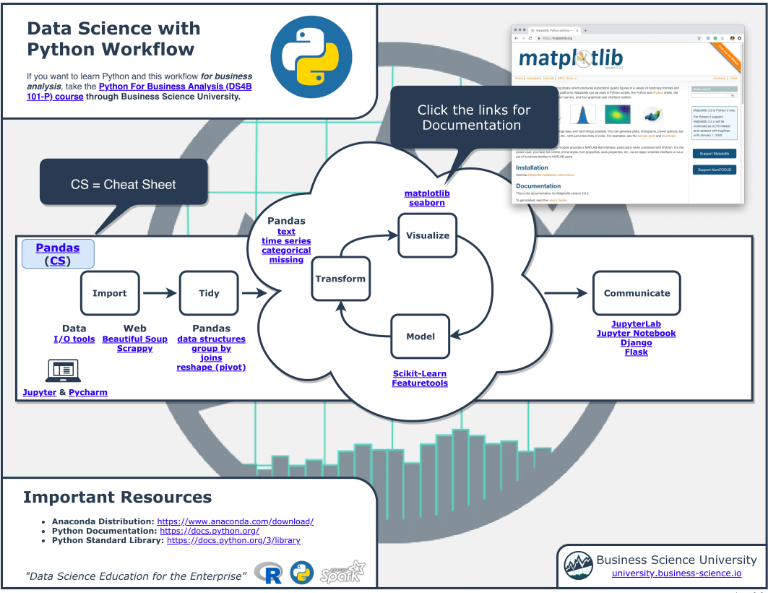 Data Science with
Python Workflow
If you want to learn Python and this workflow for business
analysis, take the Python For Business Analysis (DS4B
101-P) course through Business Science University.
matplotlib
Installation
Documentation
Support Matplotlib
Support NumFOCUS
Click the links for
Documentation
CS = Cheat Sheet
matplotlib
seaborn
Pandas
text
time series
categorical
missing
Visualize
Transform
Model
Scikit-Learn
Featuretools
Pandas
(CS)
Import
Tidy
Communicate
Data
I/O tools
Web
Beautiful Soup
Scrappy
Pandas
data structures
group by
joins
reshape (pivot)
JupyterLab
Jupyter Notebook
Django
Flask
Jupyter & Pycharm
Important Resources
• Anaconda Distribution: https://www.anaconda.com/download/
• Python Documentation: https://docs.python.org/
• Python Standard Library: https://docs.python.org/3/library
"Data Science Education for the Enterprise"
R
Spark
Business Science University
university.business-science.io